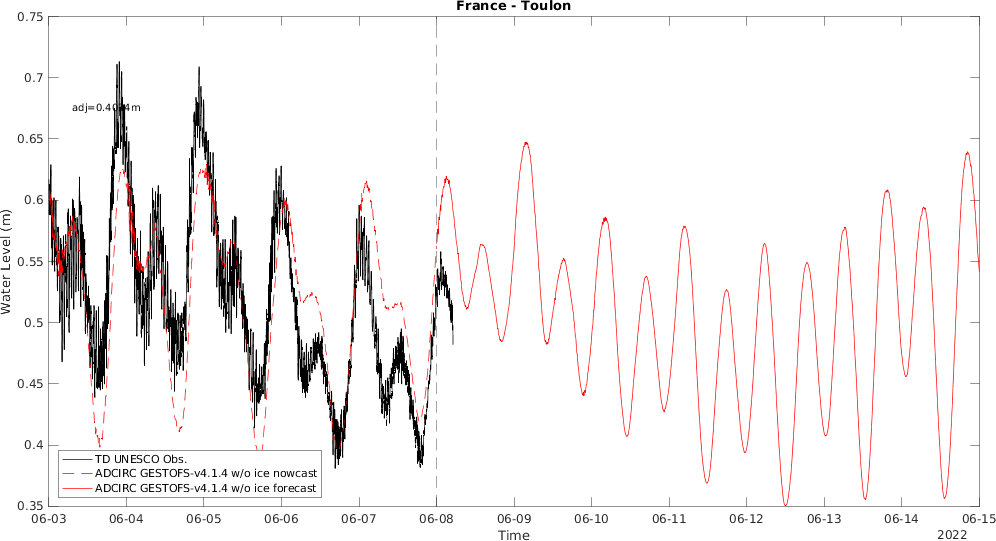 France - Toulon
0.75
0.7
0.65
0.6
0.55
0.5
0.45
0.4
0.35
Water Level (m)
TD UNESCO Obs.
ADCIRC GESTOFS-v4.1.4 w/o ice nowcast
ADCIRC GESTOFS-v4.1.4 w/o ice forecast
06-03 06-04 06-05 06-06 06-07 06-08 06-09 06-10 06-11 06-12 06-13 06-14 06-15
Time
2022